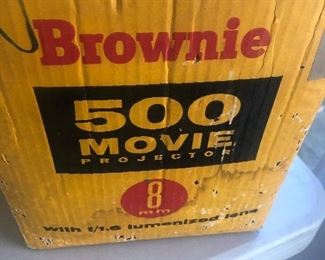 Brownie
500
MOVIE
PROJECTOR
8
mm
with f/1.6 lumenized lens